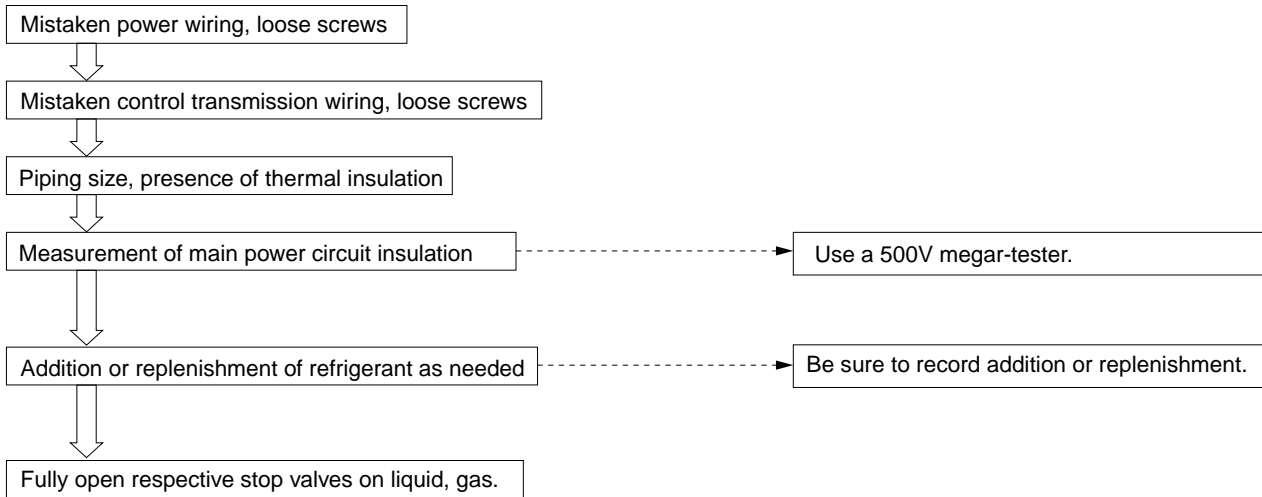 Mistaken power wiring, loose screws
Mistaken control transmission wiring, loose screws
Piping size, presence of thermal insulation
Measurement of main power circuit insulation
Use a 500V megar-tester.
Addition or replenishment of refrigerant as needed
Be sure to record addition or replenishment.
Fully open respective stop valves on liquid, gas.